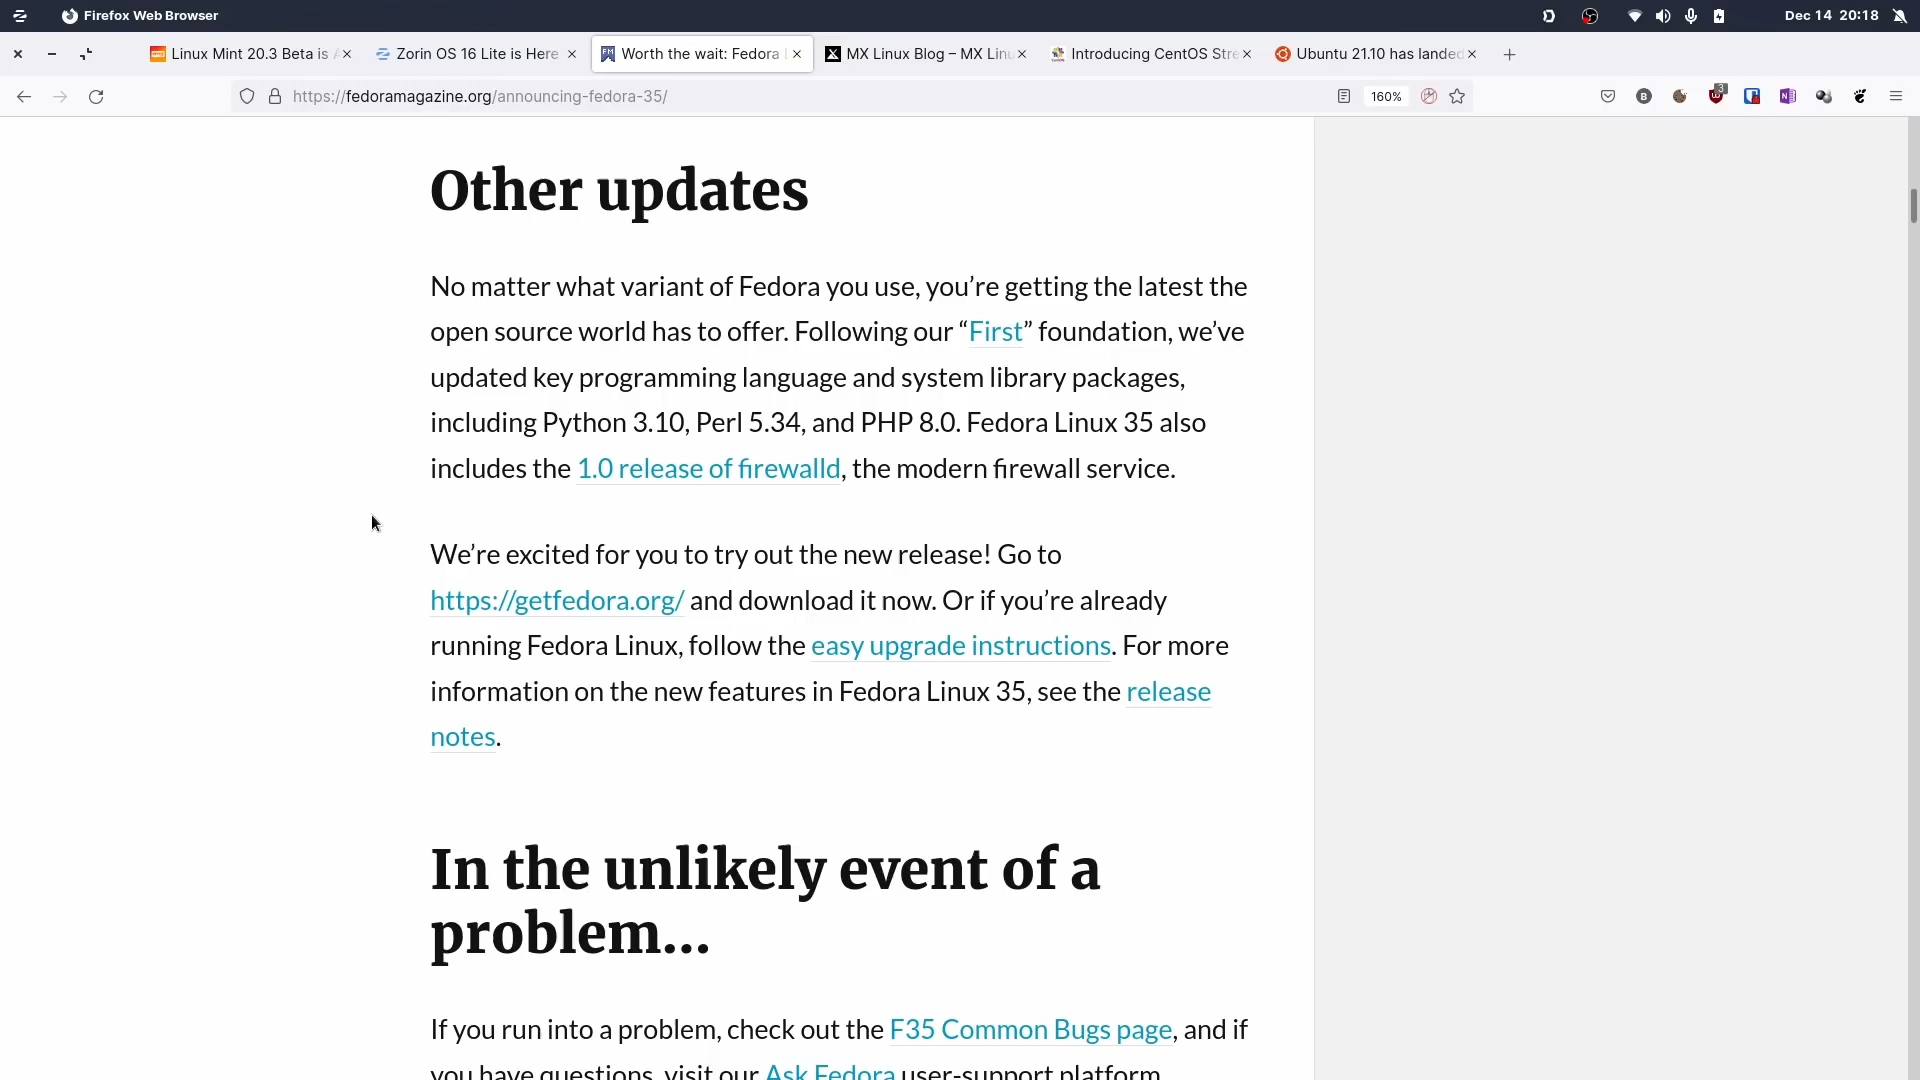 Firefox Web Browser
Dec 14 20:18
Linux Mint 20.3 Beta is
Zorin OS 16 Lite is Here
Worth the wait: Fedora
MX Linux Blog – MX Linu
Introducing CentOS Stre
Ubuntu 21.10 has landed
https://fedoramagazine.org/announcing-fedora-35/
160%
3
Other updates
No matter what variant of Fedora you use, you’re getting the latest the
open source world has to offer. Following our “First” foundation, we’ve
updated key programming language and system library packages,
including Python 3.10, Perl 5.34, and PHP 8.0. Fedora Linux 35 also
includes the 1.0 release of firewalld, the modern firewall service.
We’re excited for you to try out the new release! Go to
https://getfedora.org/ and download it now. Or if you’re already
running Fedora Linux, follow the easy upgrade instructions. For more
information on the new features in Fedora Linux 35, see the release
notes.
In the unlikely event of a
problem…
If you run into a problem, check out the F35 Common Bugs page, and if
you have questions, visit our Ask Fedora user-support platform.